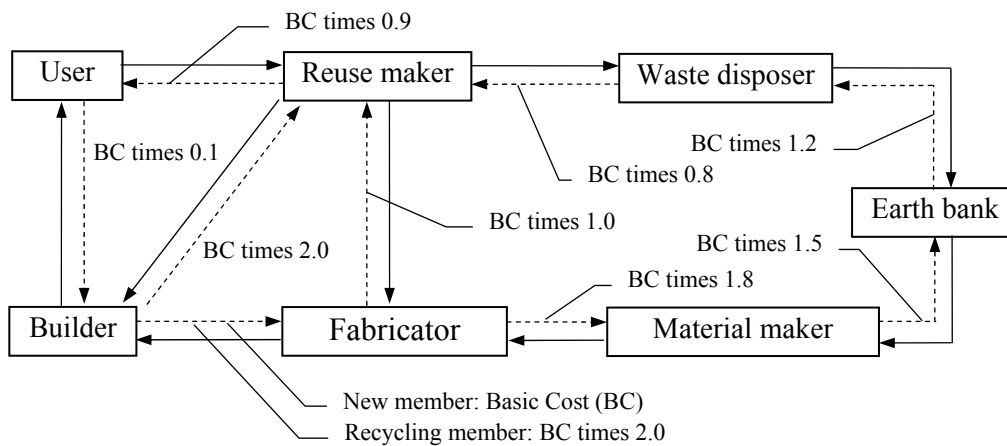 BC times 0.9
User
Reuse maker
Waste disposer
BC times 0.1
BC times 1.2
BC times 0.8
Earth bank
BC times 1.0
BC times 2.0
BC times 1.5
BC times 1.8
Builder
Fabricator
Material maker
New member: Basic Cost (BC)
Recycling member: BC times 2.0